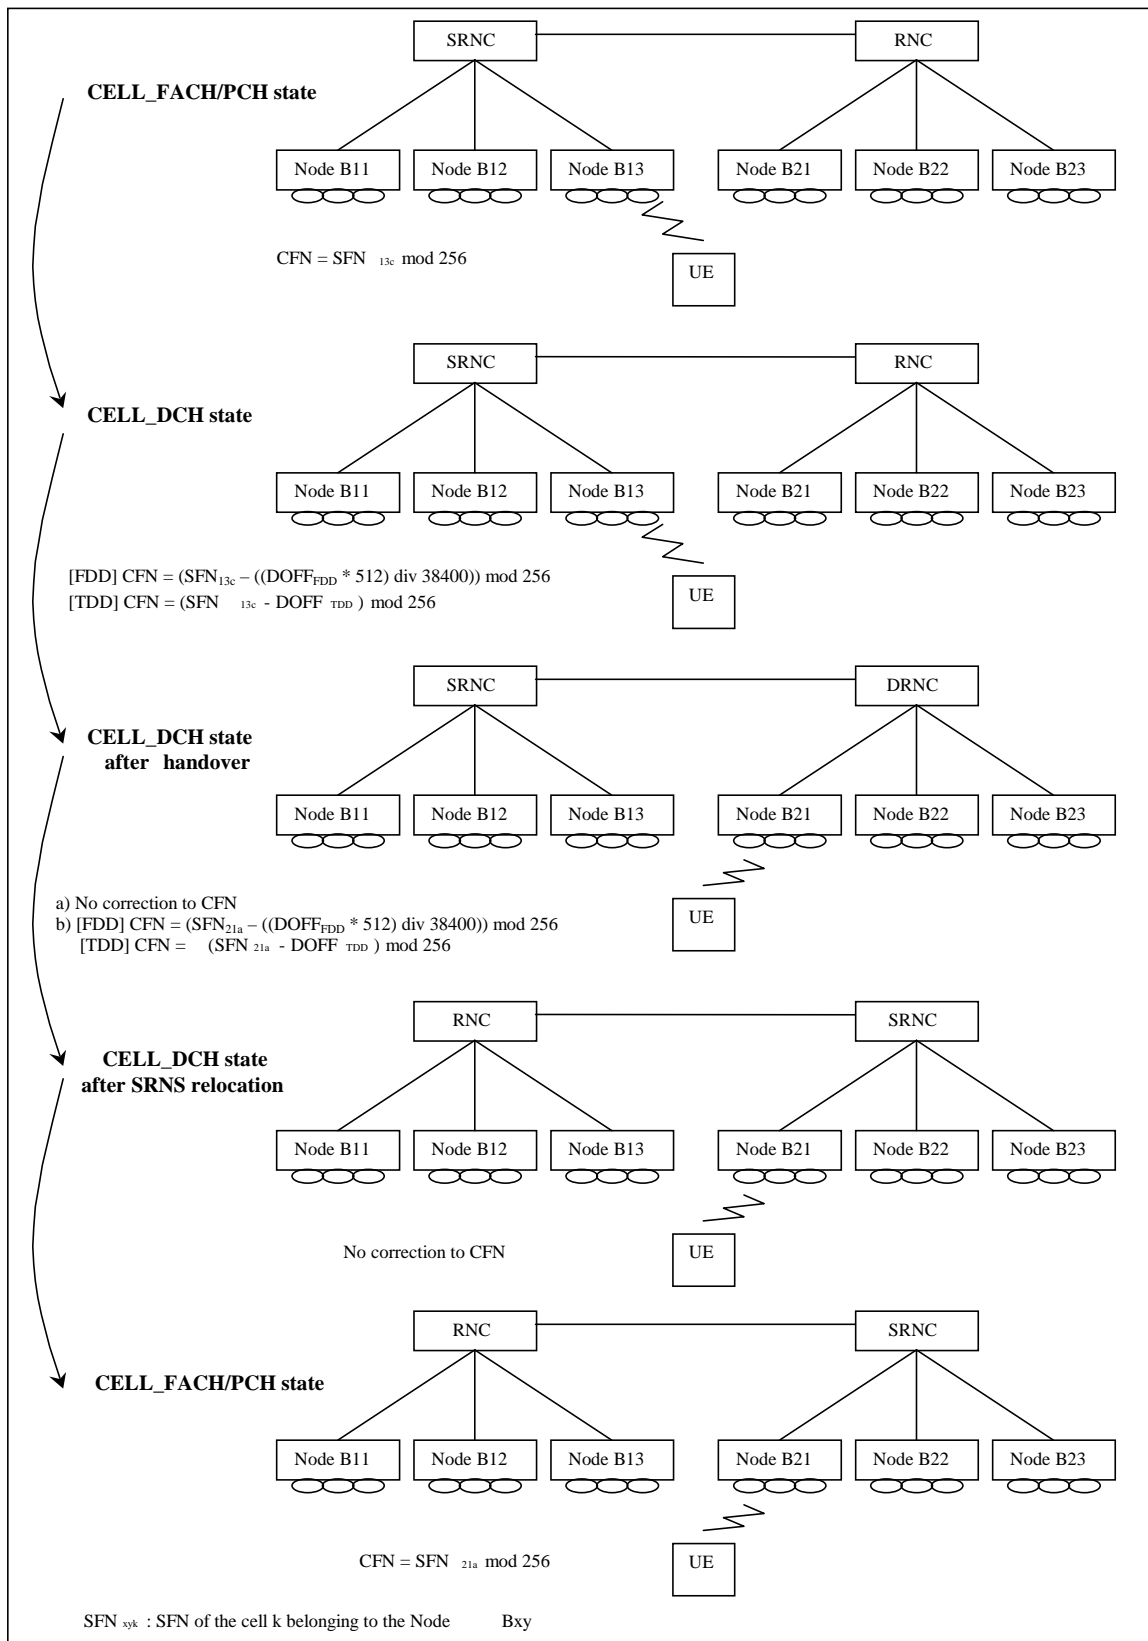 SRNC RNC
CELL_FACH/PCH state
Node B11 Node B12 Node B13 Node B21 Node B22 Node B23
CFN = SFN 13c mod 256
UE
SRNC RNC
CELL_DCH state
Node B11 Node B12 Node B13 Node B21 Node B22 Node B23
[FDD] CFN = (SFN13c – ((DOFFFDD * 512) div 38400)) mod 256
[TDD] CFN = (SFN 13c - DOFF TDD ) mod 256
UE
SRNC DRNC
CELL_DCH state
after handover
Node B11 Node B12 Node B13 Node B21 Node B22 Node B23
a) No correction to CFN
b) [FDD] CFN = (SFN21a – ((DOFFFDD * 512) div 38400)) mod 256
[TDD] CFN = (SFN 21a - DOFF TDD ) mod 256
UE
RNC SRNC
CELL_DCH state
after SRNS relocation
Node B11 Node B12 Node B13 Node B21 Node B22 Node B23
No correction to CFN
UE
RNC SRNC
CELL_FACH/PCH state
Node B11 Node B12 Node B13 Node B21 Node B22 Node B23
CFN = SFN 21a mod 256
UE
SFN xyk : SFN of the cell k belonging to the Node Bxy